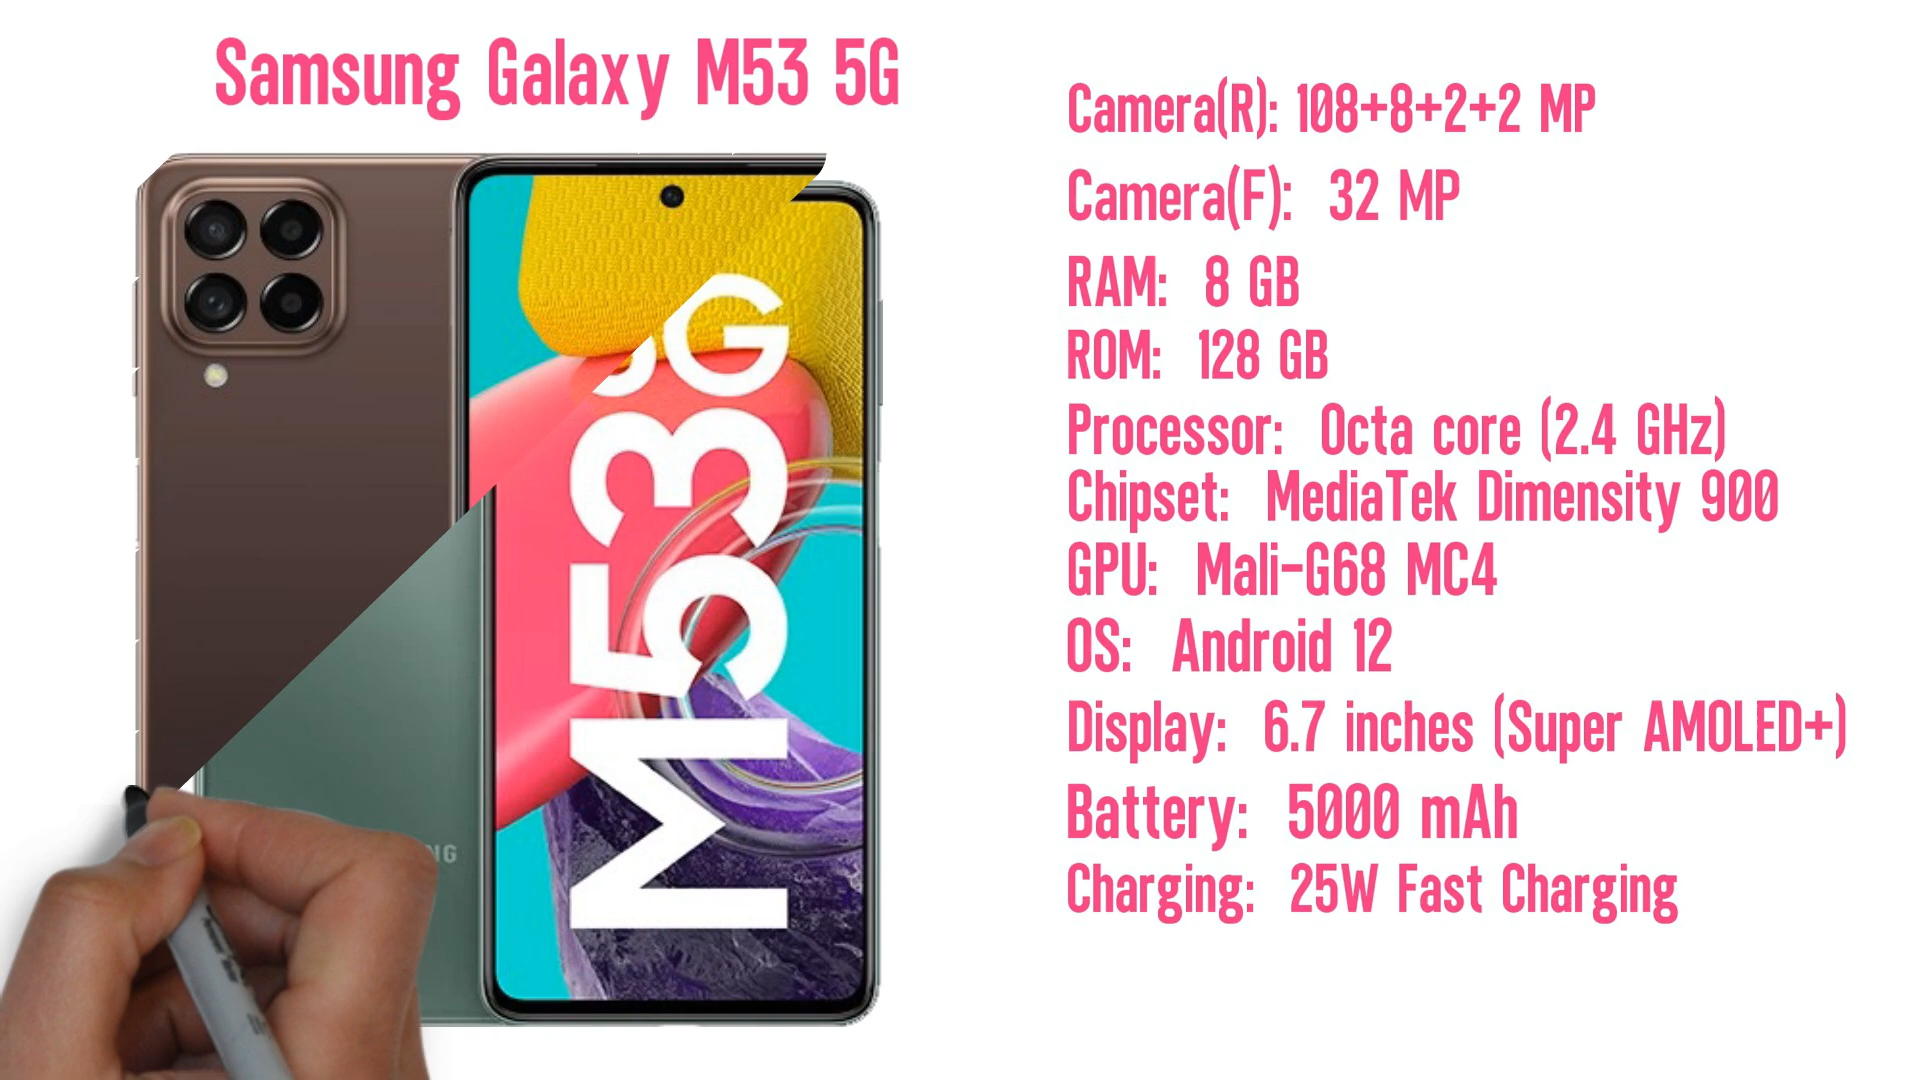 Samsung Galaxy M53 5G
Camera(R): 108+8+2+2 MP
Camera(F): 32 MP
RAM: 8 GB
ROM: 128 GB
Processor: Octa core (2.4 GHz)
Chipset: MediaTek Dimensity 900
GPU: Mali-G68 MC4
OS: Android 12
Display: 6.7 inches (Super AMOLED+)
Battery: 5000 mAh
Charging: 25W Fast Charging
M53
G
NG